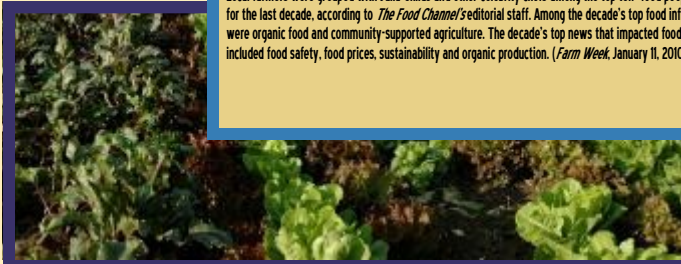 for the last decade, according to The Food Channel's editorial staff. Among the decade's top food inf
were organic food and community-supported agriculture. The decade's top news that impacted food
included food safety, food prices, sustainability and organic production. (Farm Week, January 11, 2010